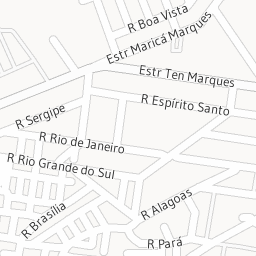 R Boa Vista
Estr Maricá Marques
Estr Ten Marques
R Espírito Santo
R Sergipe
R Rio de Janeiro
R Rio Grande do Sul
R Alagoas
R Brasília
R Pará